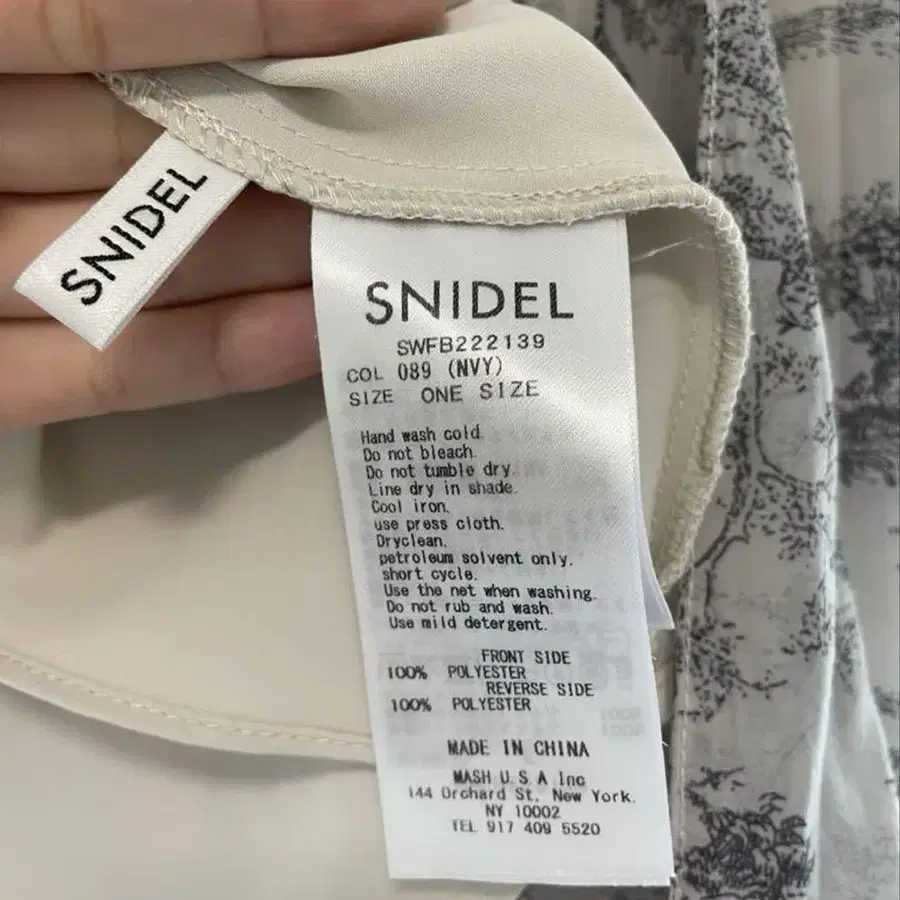 SNIDEL
SNIDEL
SWFB222139
COL 089 (NVY)
SIZE ONE SIZE
Hand wash cold.
Do not bleach.
Do not tumble dry.
Line dry in shade.
Cool iron.
use press cloth.
Dryclean.
petroleum solvent only.
short cycle.
Use the net when washing.
Do not rub and wash.
Use mild detergent.
FRONT SIDE
100% POLYESTER
REVERSE SIDE
100% POLYESTER
MADE IN CHINA
MASH U.S.A Inc
144 Orchard St, New York.
NY 10002
TEL 917 409 5520